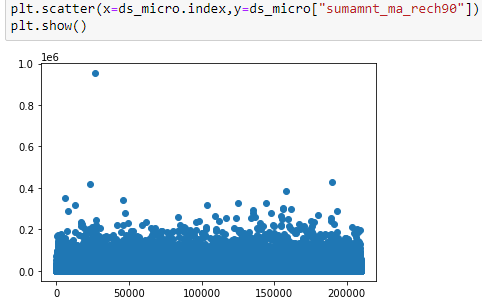 plt.scatter(x=ds_micro.index,y=ds_micro["sumamnt_ma_rech90"])
plt.show()
1e6
1.0
0.8
0.6
0.4
0.2
0.0
0 50000 100000 150000 200000